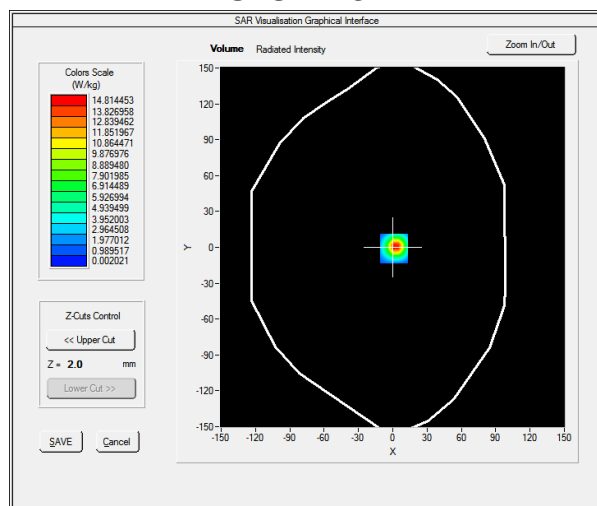 SAR Visualisation Graphical Interface
Volume Radiated Intensity
Zoom In/Out
Colors Scale
(W/kg)
14.814453
13.826958
12.839462
11.851967
10.864471
9.876976
8.889480
7.901985
6.914489
5.926994
4.939499
3.952003
2.964508
1.977012
0.989517
0.002021
Z-Cuts Control
<< Upper Cut
Z = 2.0 mm
Lower Cut >>
SAVE Cancel
150
120
90
60
30
0
-30
-60
-90
-120
-150
Y
-150 -120 -90 -60 -30 0 30 60 90 120 150
X